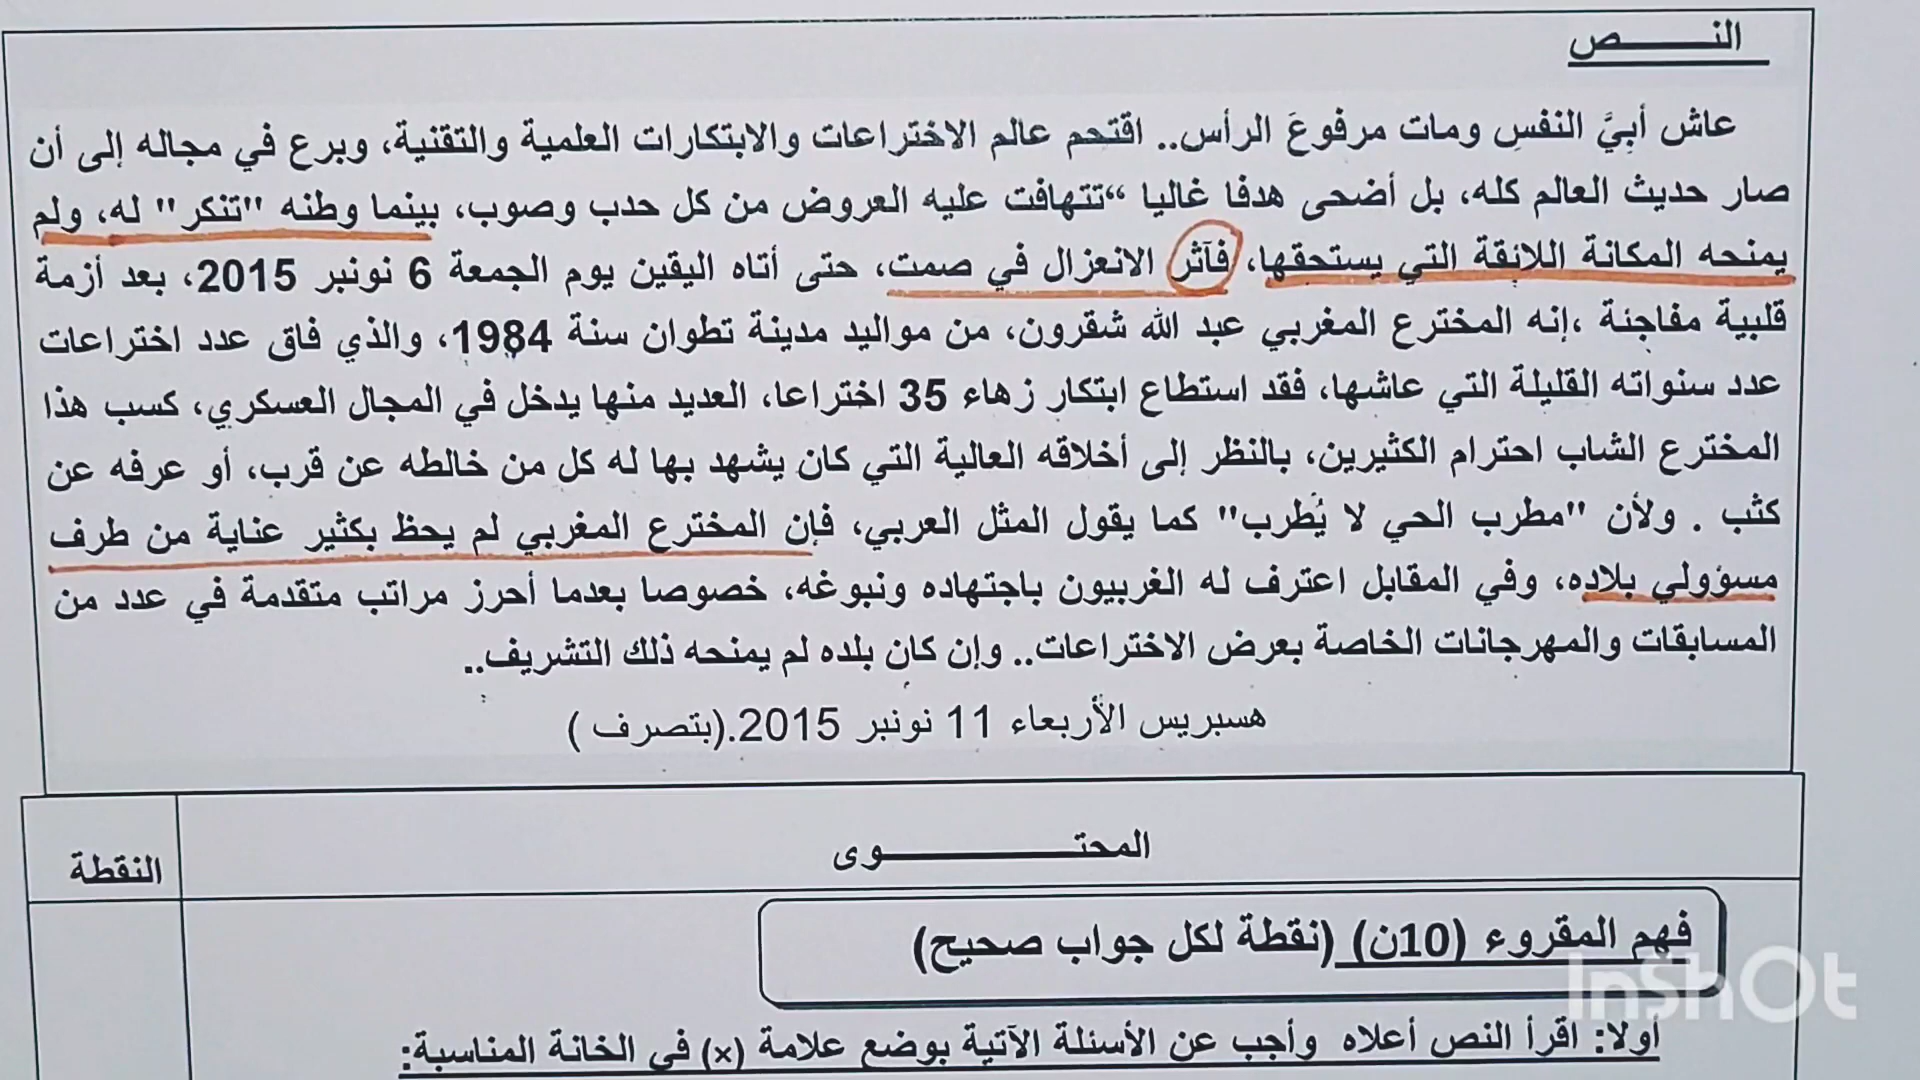 النــــــص
عاش أبِيَّ النفسِ ومات مرفوعَ الرأس.. اقتحم عالم الاختراعات والابتكارات العلمية والتقنية، وبرع في مجاله إلى أن
صار حديث العالم كله، بل أضحى هدفا غاليا “تتهافت عليه العروض من كل حدب وصوب، بينما وطنه "تنكر" له، ولم
يمنحه المكانة اللائقة التي يستحقها، فآثر الانعزال في صمت، حتى أتاه اليقين يوم الجمعة 6 نونبر 2015، بعد أزمة
قلبية مفاجئة ،إنه المخترع المغربي عبد الله شقرون، من مواليد مدينة تطوان سنة 1984، والذي فاق عدد اختراعات
عدد سنواته القليلة التي عاشها، فقد استطاع ابتكار زهاء 35 اختراعا، العديد منها يدخل في المجال العسكري، كسب هذا
المخترع الشاب احترام الكثيرين، بالنظر إلى أخلاقه العالية التي كان يشهد بها له كل من خالطه عن قرب، أو عرفه عن
كثب . ولأن "مطرب الحي لا يُطرب" كما يقول المثل العربي، فإن المخترع المغربي لم يحظ بكثير عناية من طرف
مسؤولي بلاده، وفي المقابل اعترف له الغربيون باجتهاده ونبوغه، خصوصا بعدما أحرز مراتب متقدمة في عدد من
المسابقات والمهرجانات الخاصة بعرض الاختراعات.. وإن كان بلده لم يمنحه ذلك التشريف..
هسبريس الأربعاء 11 نونبر 2015.(بتصرف )
المحتــــــــــوى
النقطة
فهم المقروء (10ن) (نقطة لكل جواب صحيح)
أولا: اقرأ النص أعلاه وأجب عن الأسئلة الآتية بوضع علامة (×) في الخانة المناسبة:
InShOt